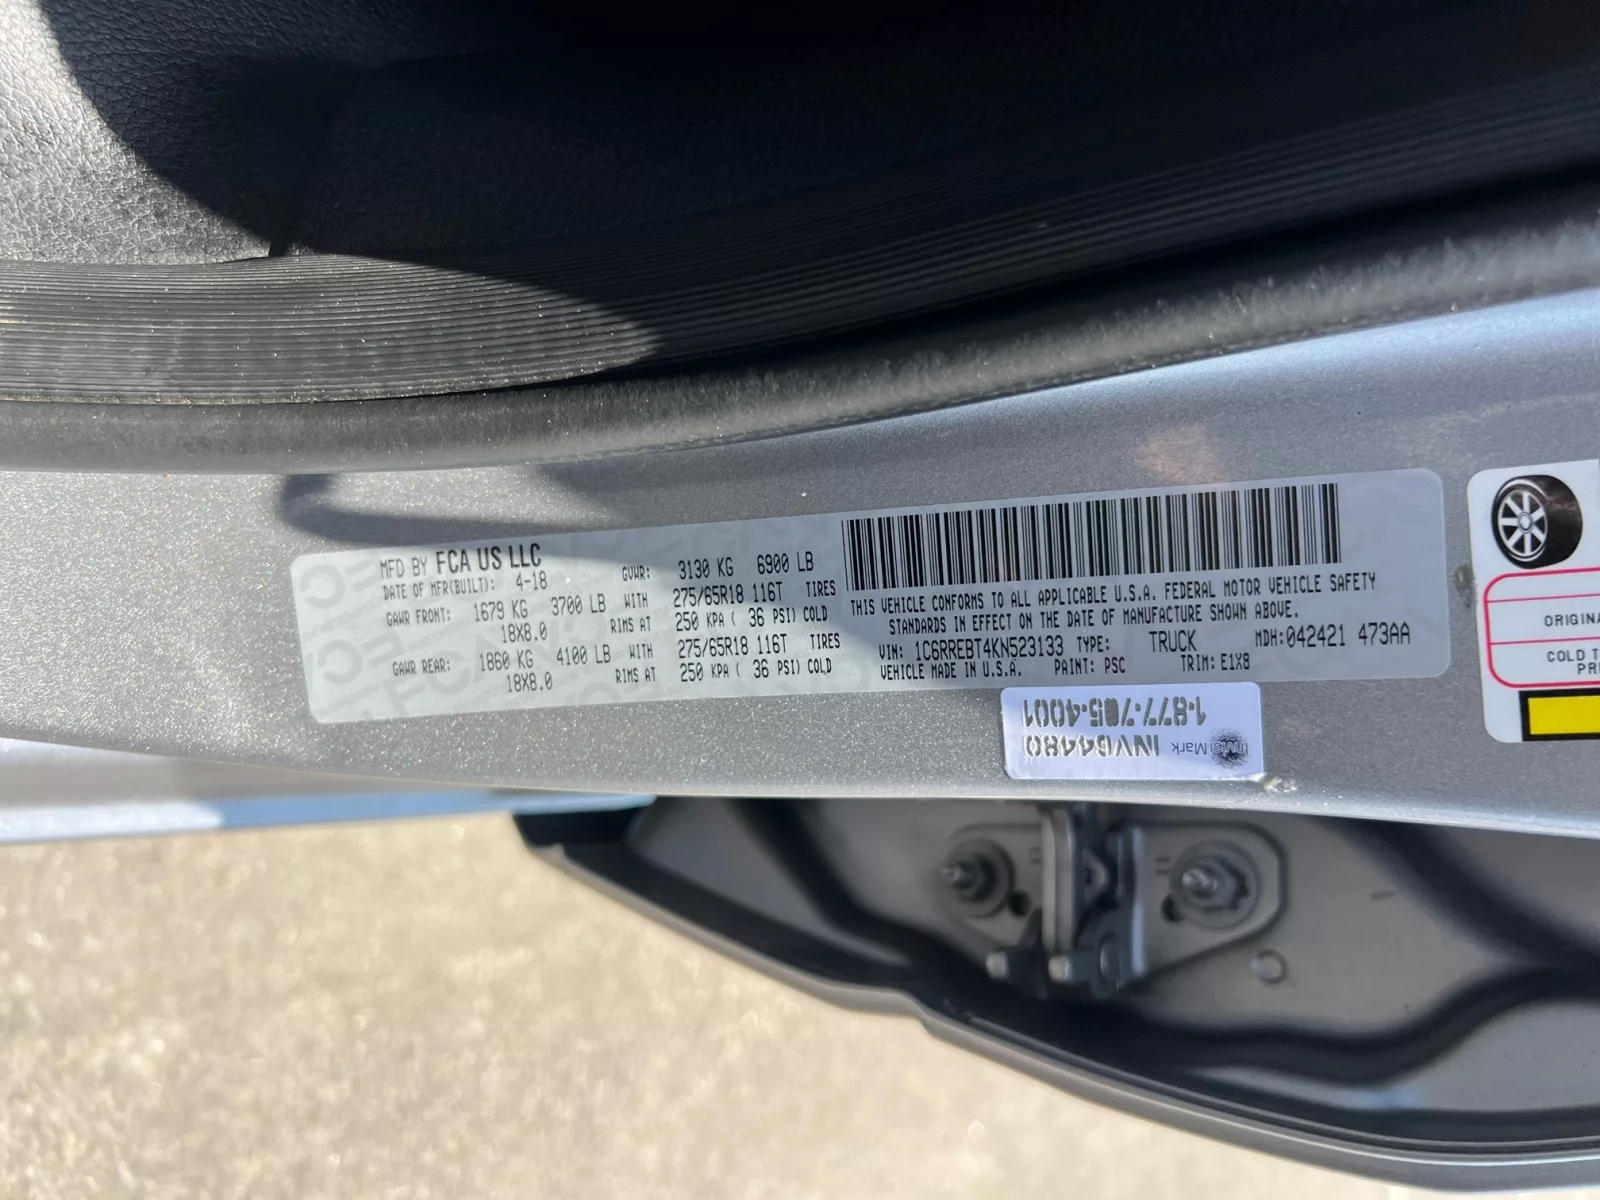 MFD BY FCA US LLC
DATE OF MFR(BUILT): 4-18 GVWR: 3130 KG 6900 LB
GAWR FRONT: 1679 KG 3700 LB WITH 275/65R18 116T TIRES
18X8.0 RIMS AT 250 KPA ( 36 PSI) COLD
GAWR REAR: 1860 KG 4100 LB WITH 275/65R18 116T TIRES
18X8.0 RIMS AT 250 KPA ( 36 PSI) COLD
THIS VEHICLE CONFORMS TO ALL APPLICABLE U.S.A. FEDERAL MOTOR VEHICLE SAFETY
STANDARDS IN EFFECT ON THE DATE OF MANUFACTURE SHOWN ABOVE.
VIN: 1C6RREBT4KN523133 TYPE: TRUCK MDH:042421 473AA
VEHICLE MADE IN U.S.A. PAINT: PSC TRIM: E1X8
InvisiMark INV64480
1-877-705-4001
ORIGINA
COLD T
PR